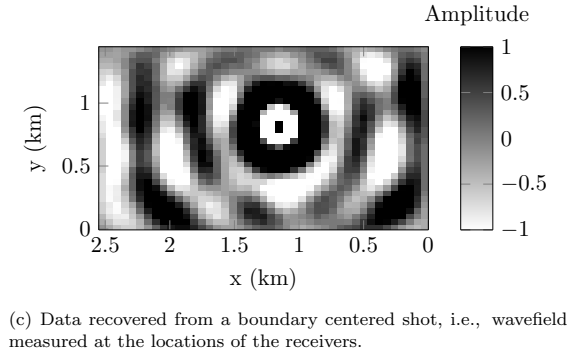 Amplitude
1
0.5
0
−0.5
−1
1
0.5
0
y (km)
2.5 2 1.5 1 0.5 0
x (km)
(c) Data recovered from a boundary centered shot, i.e., wavefield
measured at the locations of the receivers.